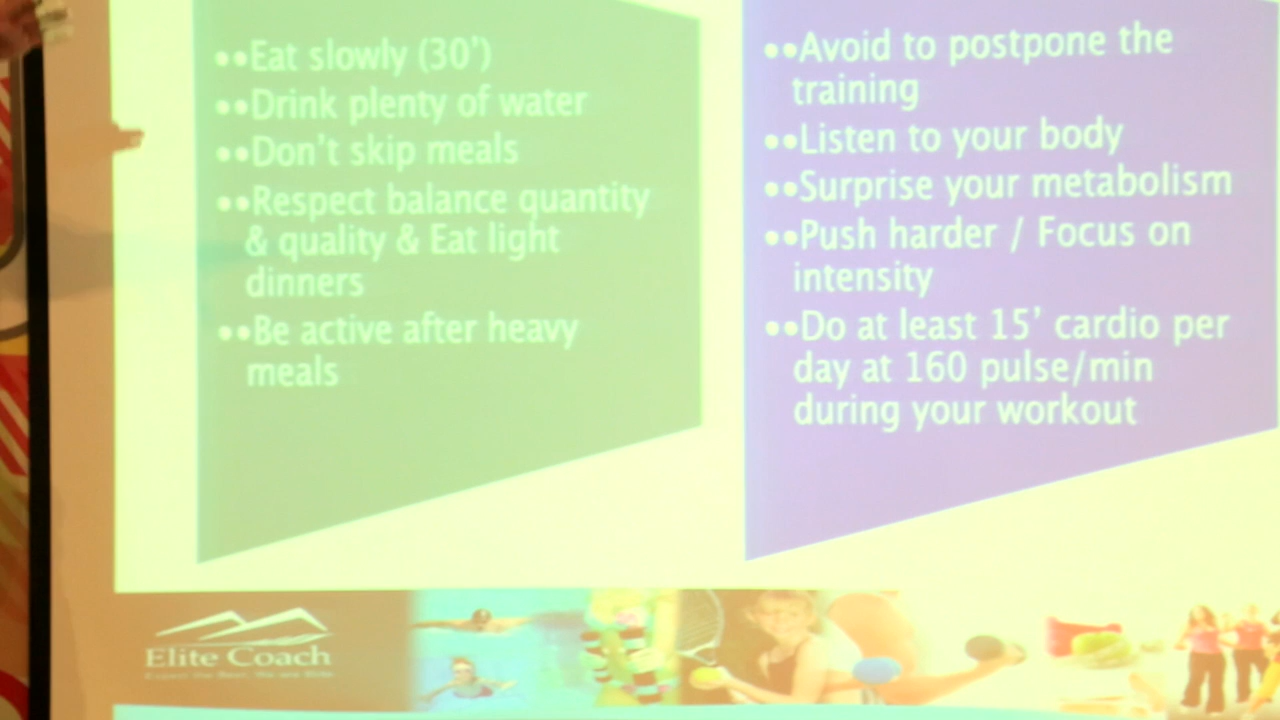 ••Eat slowly (30')
••Drink plenty of water
••Don't skip meals
••Respect balance quantity
& quality & Eat light
dinners
••Be active after heavy
meals
••Avoid to postpone the
training
••Listen to your body
••Surprise your metabolism
••Push harder / Focus on
intensity
••Do at least 15' cardio per
day at 160 pulse/min
during your workout
Elite Coach